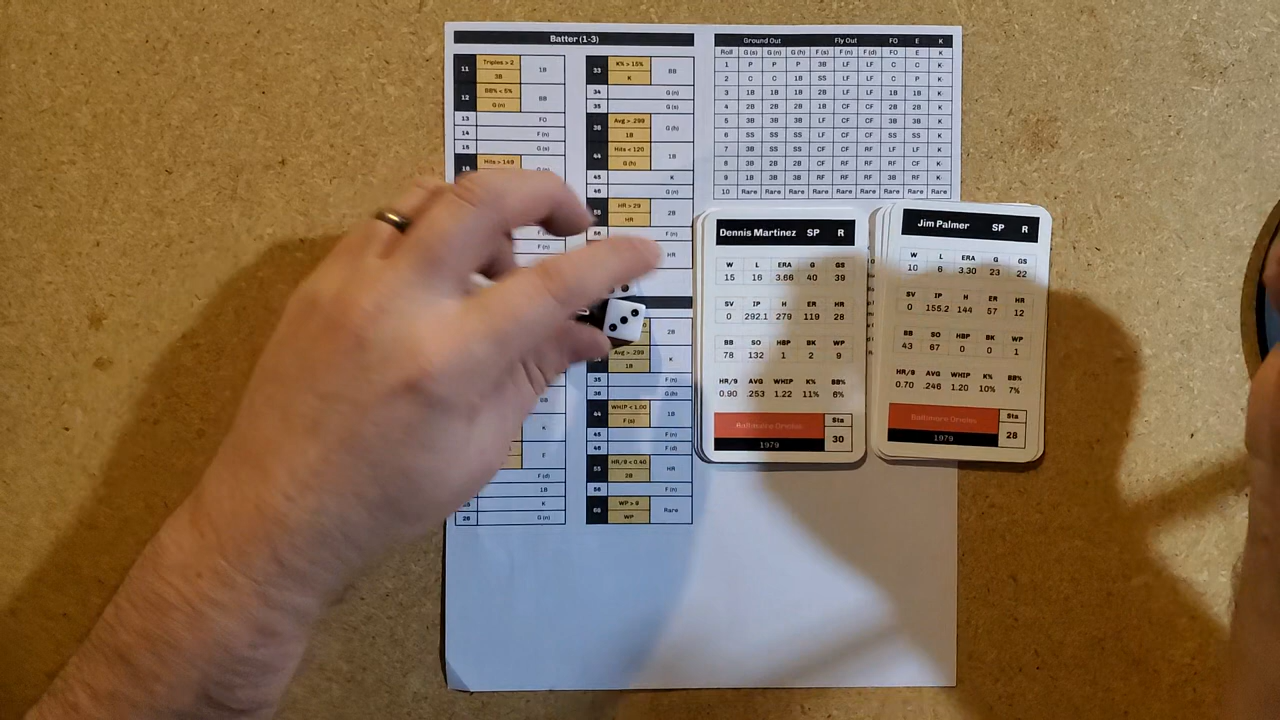 Batter (1-3)
11 Triples > 2 3B 1B
12 BB% < 5% G (n) BB
13 FO
14 F (n)
15 G (s)
16 Hits > 149
F (n)
33 K% > 15% K BB
34 G (n)
35 G (s)
36 Avg > .299 1B G (h)
44 Hits < 120 G (h) 1B
45 K
46 G (n)
55 HR > 29 HR 2B
56 F (n)
HR
2B
Avg > .299 1B K
35 F (n)
36 G (h)
44 WHIP < 1.00 F (s) 1B
45 F (n)
46 F (d)
55 HR/9 < 0.40 2B HR
56 F (n)
66 WP > 9 WP Rare
BB
K
F
F (d)
1B
K
26 G (n)
Ground Out Fly Out FO E K
Roll G (s) G (n) G (h) F (s) F (n) F (d)
1 P P P 3B LF LF C C K
2 C C 1B SS LF LF C P K
3 1B 1B 1B 2B LF LF 1B 1B K
4 2B 2B 2B 1B CF CF 2B 2B K
5 3B 3B SS LF CF CF 3B 3B K
6 SS SS SS LF CF CF SS SS K
7 3B SS SS CF CF RF LF LF K
8 3B 2B 2B CF RF RF RF CF K
9 1B 3B 3B RF RF RF 3B RF K
10 Rare Rare Rare Rare Rare Rare Rare Rare Rare
Dennis Martinez SP R
W L ERA G GS
15 16 3.66 40 39
SV IP H ER HR
0 292.1 279 119 28
BB SO HBP BK WP
78 132 1 2 9
HR/9 AVG WHIP K% BB%
0.90 .253 1.22 11% 6%
Baltimore Orioles
1979
Sta
30
Jim Palmer SP R
W L ERA G GS
10 6 3.30 23 22
SV IP H ER HR
0 155.2 144 57 12
BB SO HBP BK WP
43 67 0 0 1
HR/9 AVG WHIP K% BB%
0.70 .246 1.20 10% 7%
Baltimore Orioles
1979
Sta
28